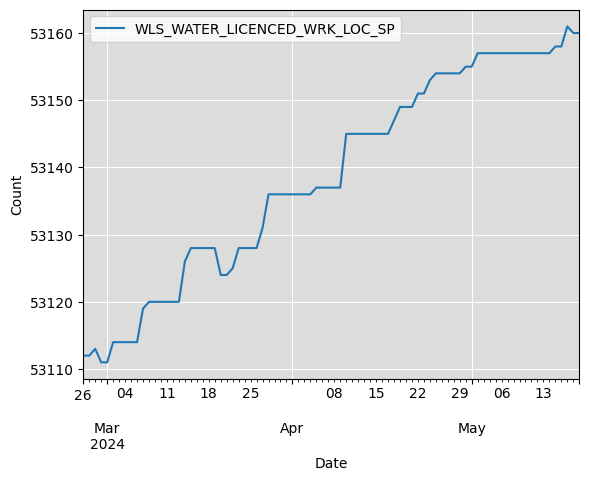 WLS_WATER_LICENCED_WRK_LOC_SP
53160
53150
53140
53130
53120
53110
Count
26 04 11 18 25 08 15 22 29 06 13
Mar Apr May
2024
Date